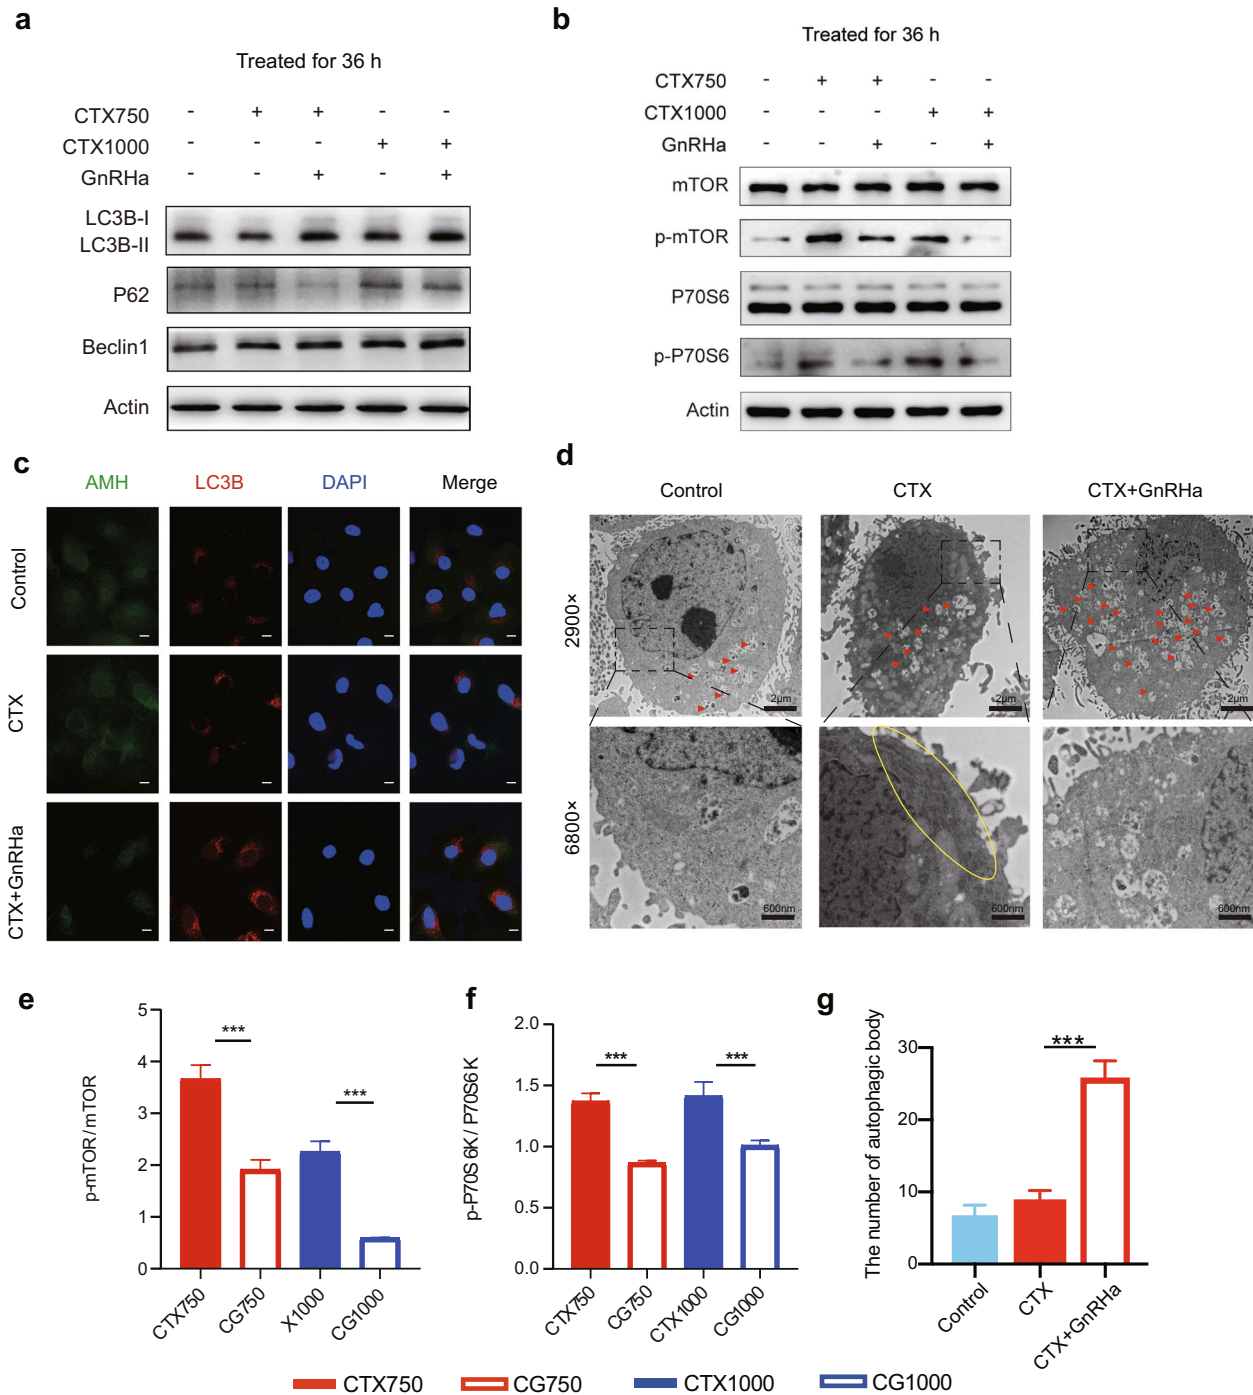 a
Treated for 36 h
CTX750 - + + - -
CTX1000 - - - + +
GnRHa - - + - +
LC3B-I
LC3B-II
P62
Beclin1
Actin
b
Treated for 36 h
CTX750 - + + - -
CTX1000 - - - + +
GnRHa - - + - +
mTOR
p-mTOR
P70S6
p-P70S6
Actin
c
AMH LC3B DAPI Merge
Control
CTX
CTX+GnRHa
d
Control CTX CTX+GnRHa
2900×
2μm 2μm 2μm
6800×
600nm 600nm 600nm
e
p-mTOR/mTOR
5
4
3
2
1
0
*** ***
CTX750 CG750 X1000 CG1000
f
p-P70S6K/P70S6K
2.0
1.5
1.0
0.5
0.0
*** ***
CTX750 CG750 CTX1000 CG1000
g
The number of autophagic body
30
20
10
0
***
Control CTX CTX+GnRHa
CTX750 CG750 CTX1000 CG1000